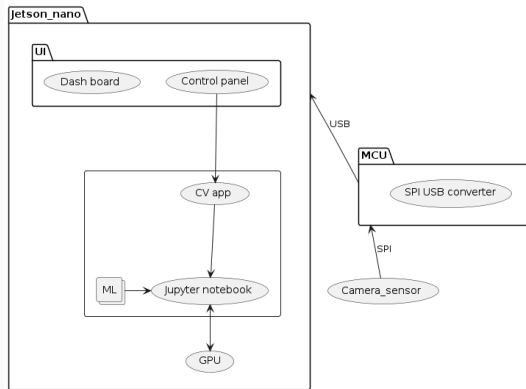 Jetson_nano
UI
Dash board
Control panel
USB
MCU
SPI USB converter
CV app
SPI
ML
Jupyter notebook
Camera_sensor
GPU